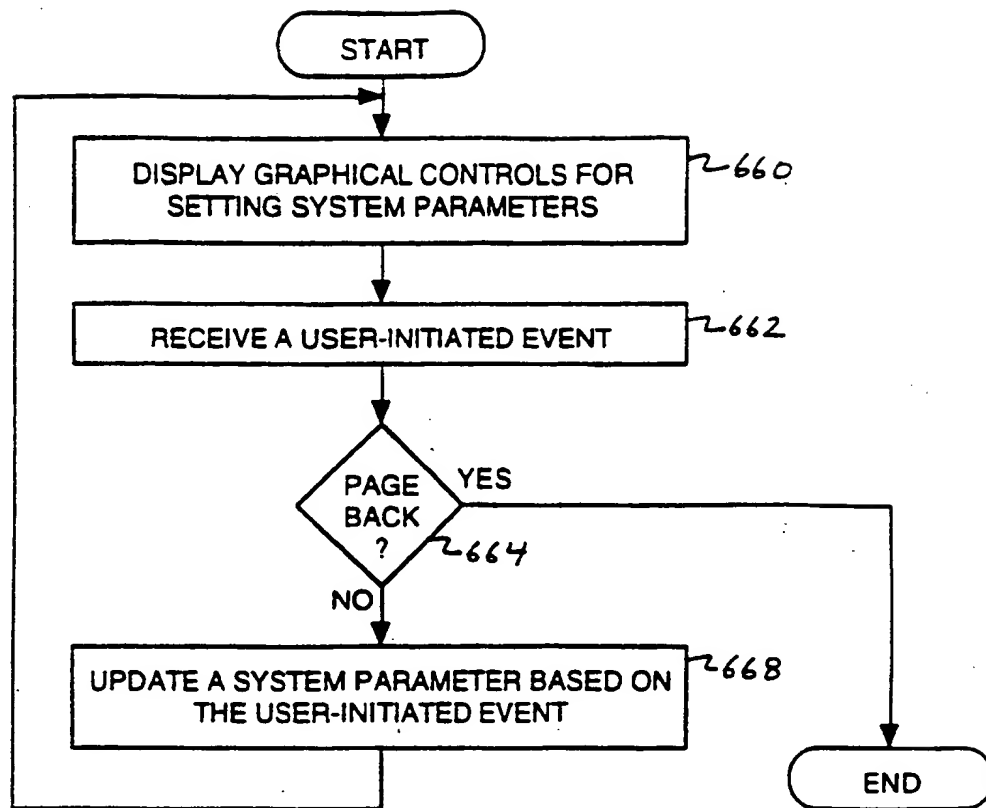 START
DISPLAY GRAPHICAL CONTROLS FOR
SETTING SYSTEM PARAMETERS
660
RECEIVE A USER-INITIATED EVENT
662
PAGE
BACK
?
YES
664
NO
UPDATE A SYSTEM PARAMETER BASED ON
THE USER-INITIATED EVENT
668
END